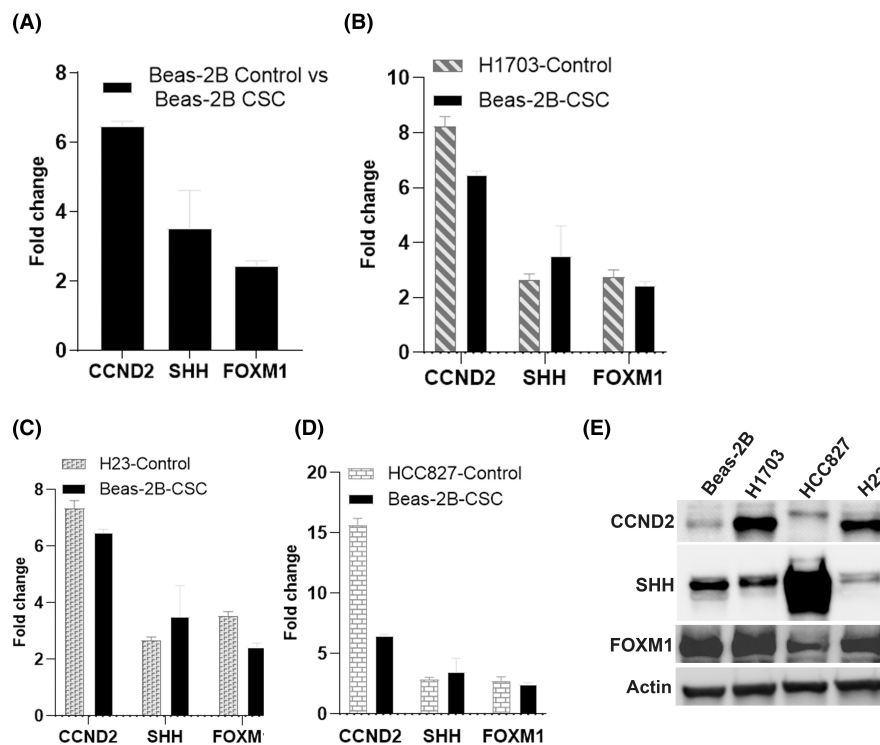 (A)
Beas-2B Control vs
Beas-2B CSC
8
6
4
2
0
Fold change
CCND2 SHH FOXM1
(B)
H1703-Control
Beas-2B-CSC
10
8
6
4
2
0
Fold change
CCND2 SHH FOXM1
(C)
H23-Control
Beas-2B-CSC
8
6
4
2
0
Fold change
CCND2 SHH FOXM
(D)
HCC827-Control
Beas-2B-CSC
20
15
10
5
0
Fold change
CCND2 SHH FOXM1
(E)
Beas-2B H1703 HCC827 H23
CCND2
SHH
FOXM1
Actin